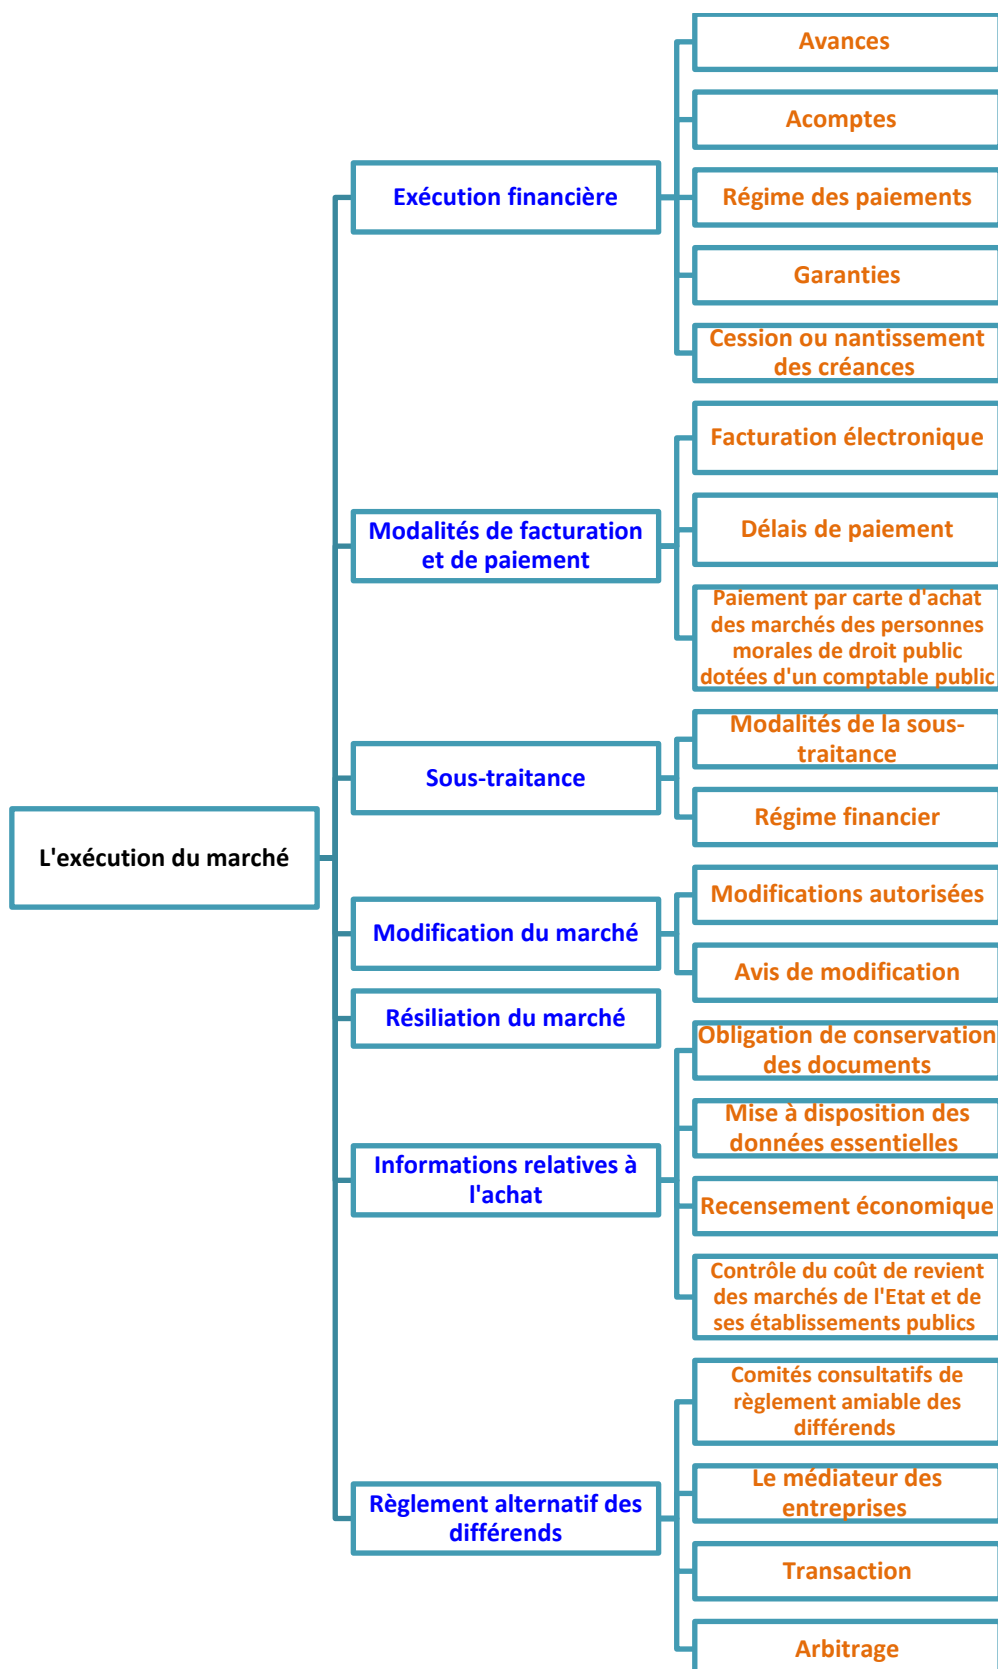 L'exécution du marché
Exécution financière
Avances
Acomptes
Régime des paiements
Garanties
Cession ou nantissement
des créances
Modalités de facturation
et de paiement
Facturation électronique
Délais de paiement
Paiement par carte d'achat
des marchés des personnes
morales de droit public
dotées d'un comptable public
Sous-traitance
Modalités de la sous-
traitance
Régime financier
Modification du marché
Modifications autorisées
Avis de modification
Résiliation du marché
Informations relatives à
l'achat
Obligation de conservation
des documents
Mise à disposition des
données essentielles
Recensement économique
Contrôle du coût de revient
des marchés de l'Etat et de
ses établissements publics
Règlement alternatif des
différends
Comités consultatifs de
règlement amiable des
différends
Le médiateur des
entreprises
Transaction
Arbitrage